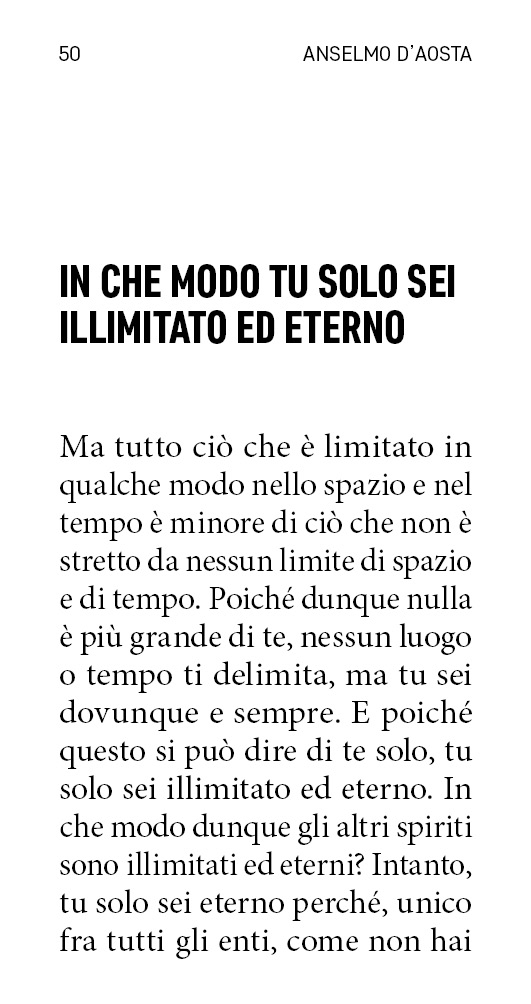 50 ANSELMO D'AOSTA
IN CHE MODO TU SOLO SEI
ILLIMITATO ED ETERNO
Ma tutto ciò che è limitato in
qualche modo nello spazio e nel
tempo è minore di ciò che non è
stretto da nessun limite di spazio
e di tempo. Poiché dunque nulla
è più grande di te, nessun luogo
o tempo ti delimita, ma tu sei
dovunque e sempre. E poiché
questo si può dire di te solo, tu
solo sei illimitato ed eterno. In
che modo dunque gli altri spiriti
sono illimitati ed eterni? Intanto,
tu solo sei eterno perché, unico
fra tutti gli enti, come non hai